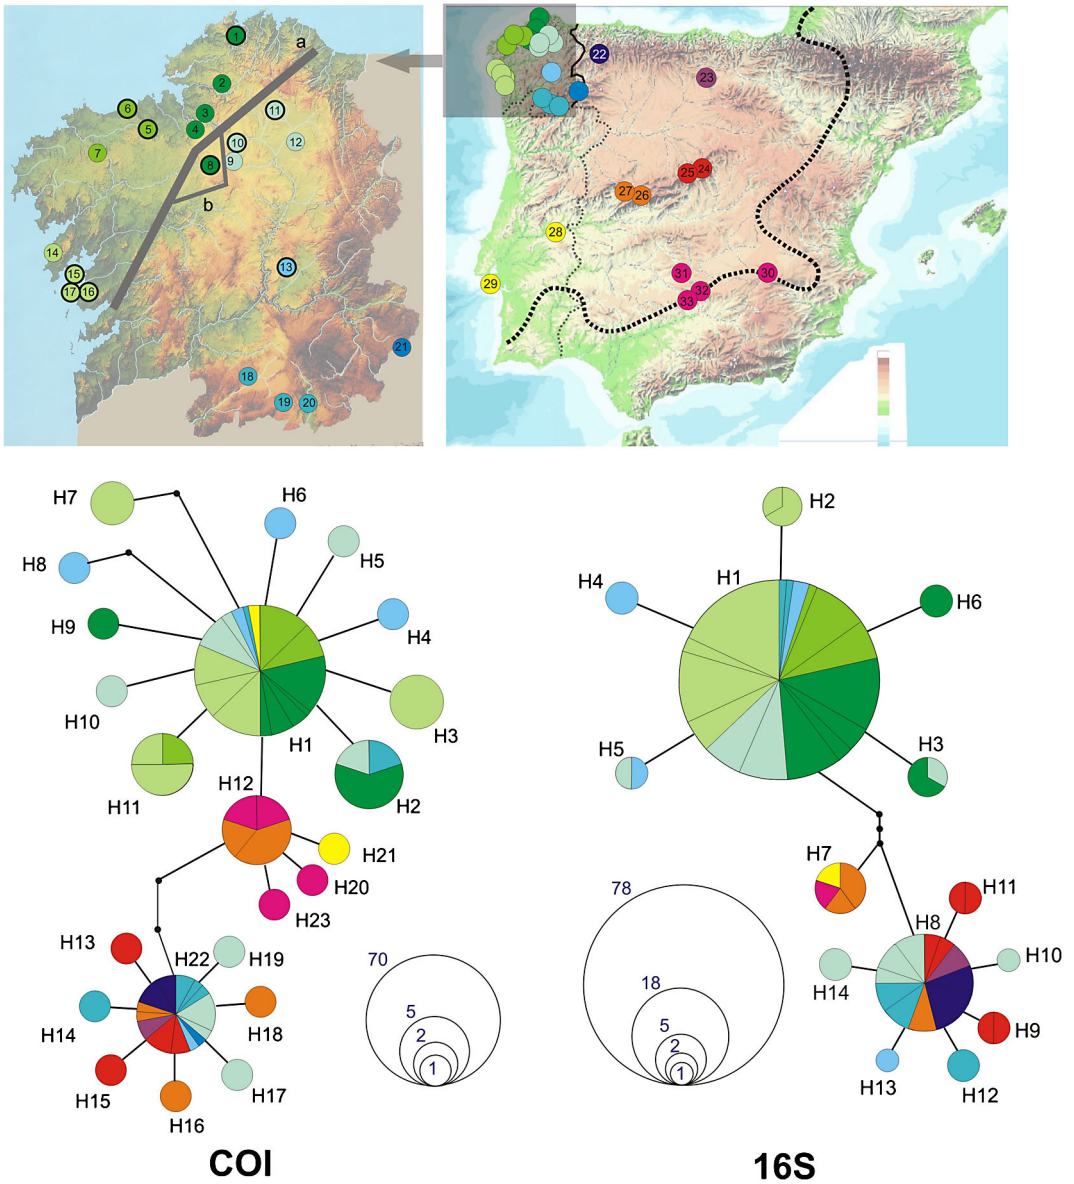 1
a
2
3
4
5
6
7
8
9
10
11
12
b
13
14
15
16
17
18
19
20
21
22
23
24
25
26
27
28
29
30
31
32
33
H7
H6
H5
H8
H4
H9
H10
H1
H3
H11
H2
H12
H21
H20
H23
H13
H22
H19
H14
H18
H15
H17
H16
70
5
2
1
COI
H2
H1
H4
H6
H5
H3
H7
H8
H11
H10
H14
H9
H13
H12
78
18
5
2
1
16S